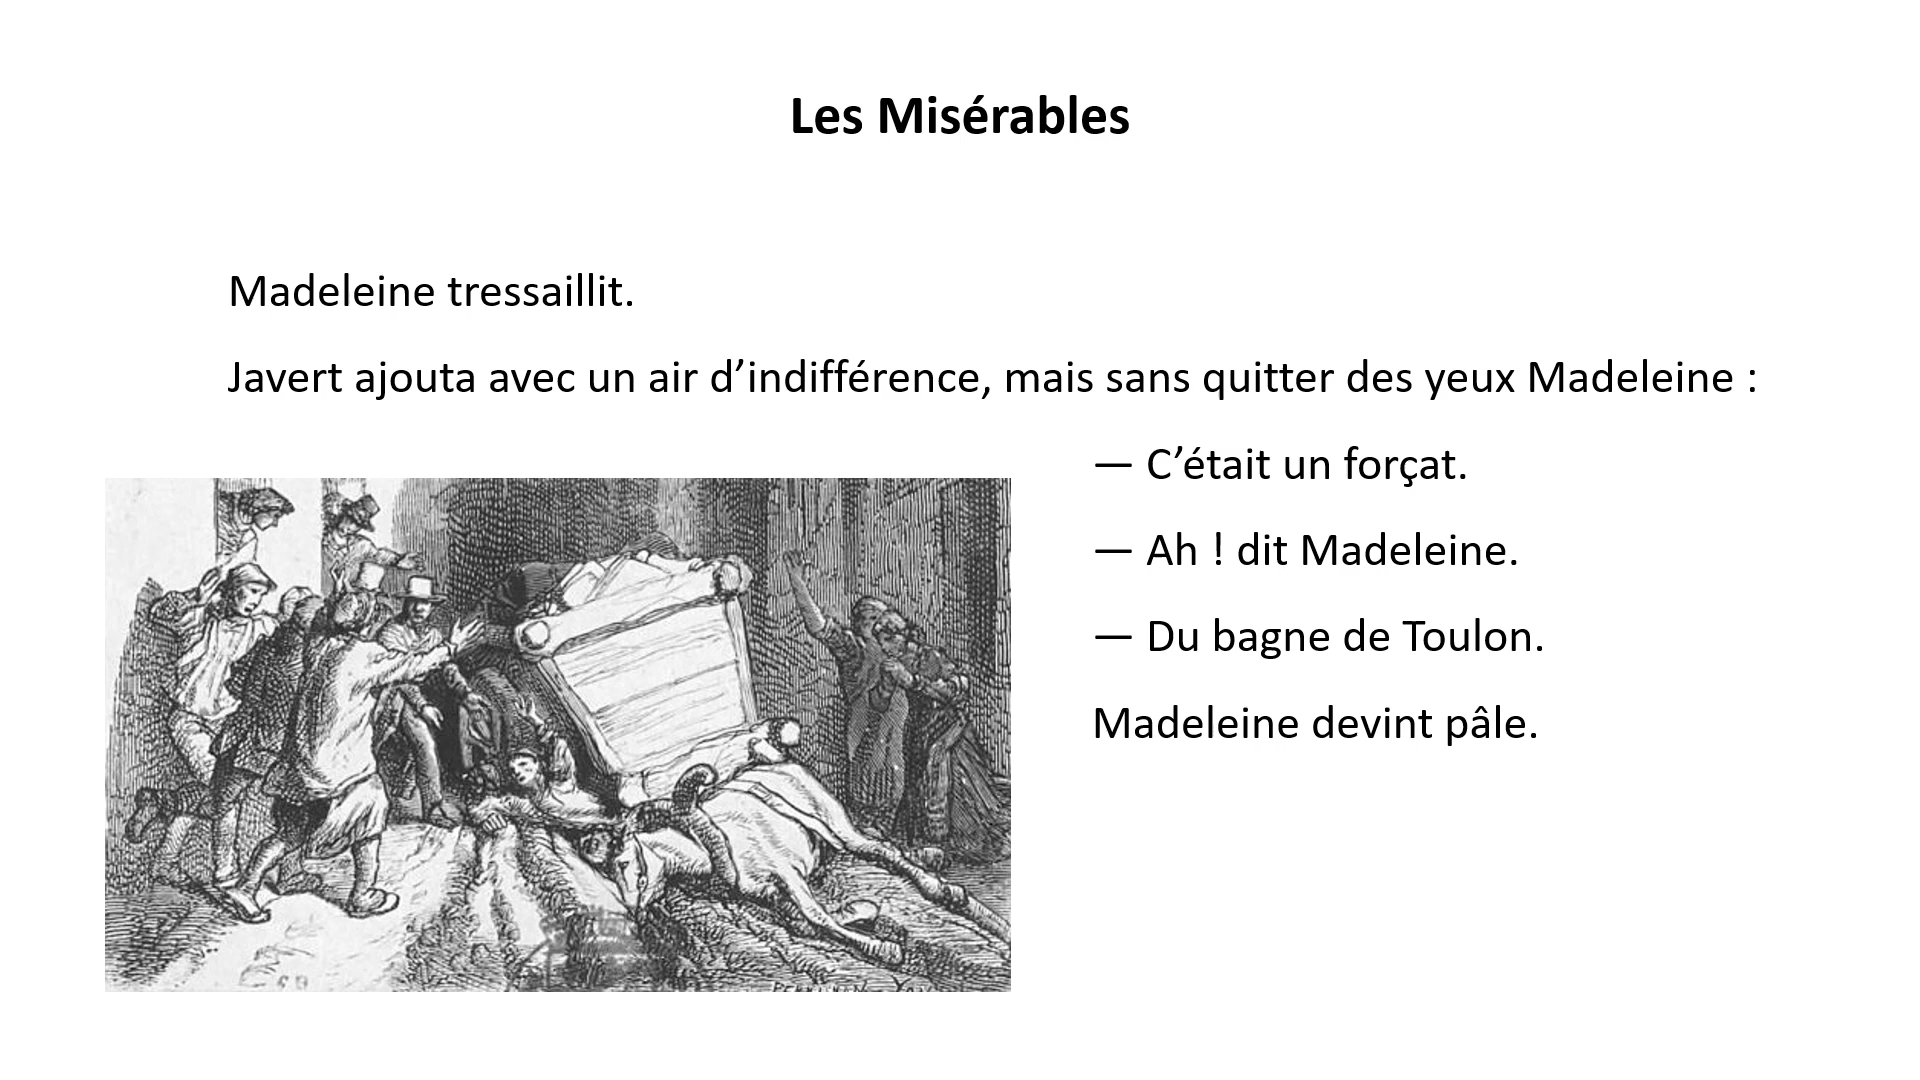 Les Misérables
Madeleine tressaillit.
Javert ajouta avec un air d’indifférence, mais sans quitter des yeux Madeleine :
— C’était un forçat.
— Ah ! dit Madeleine.
— Du bagne de Toulon.
Madeleine devint pâle.